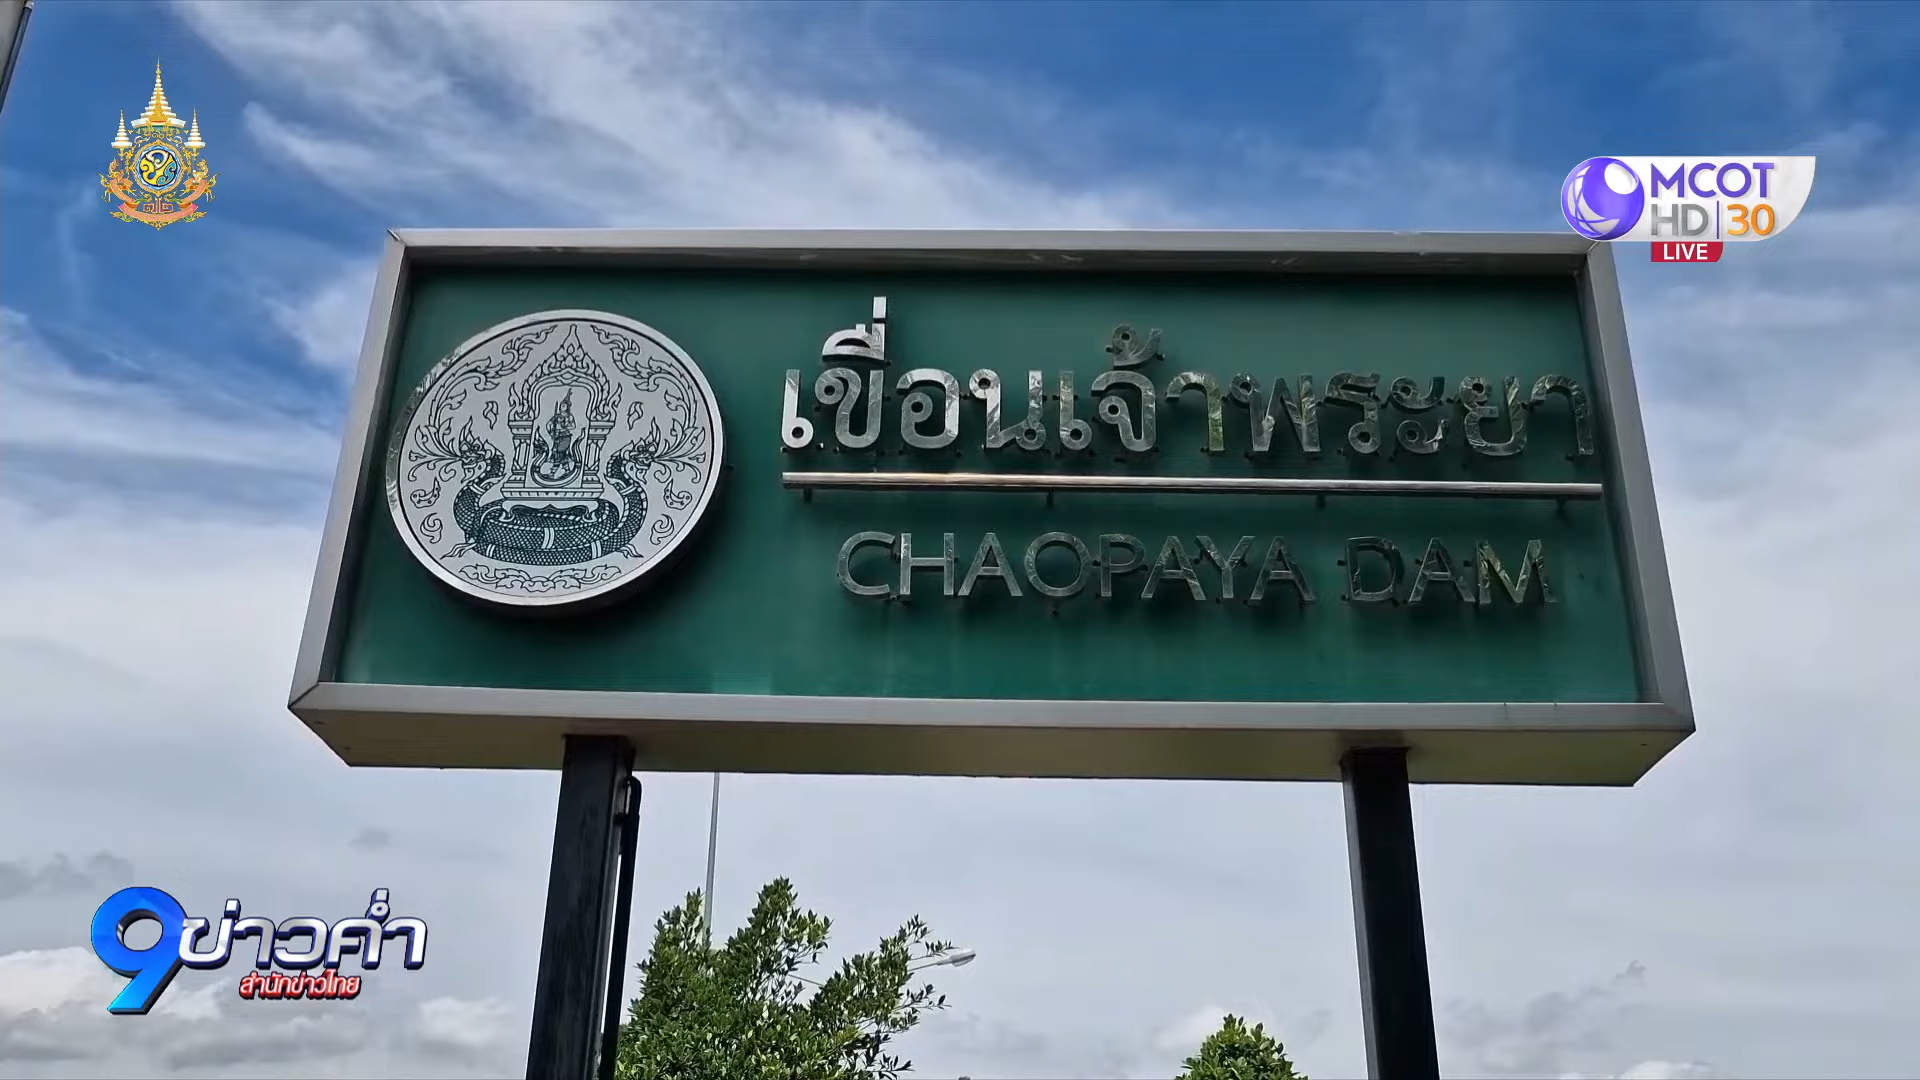 MCOT
HD 30
LIVE
เขื่อนเจ้าพระยา
CHAOPAYA DAM
9 ข่าวค่ำ
สำนักข่าวไทย